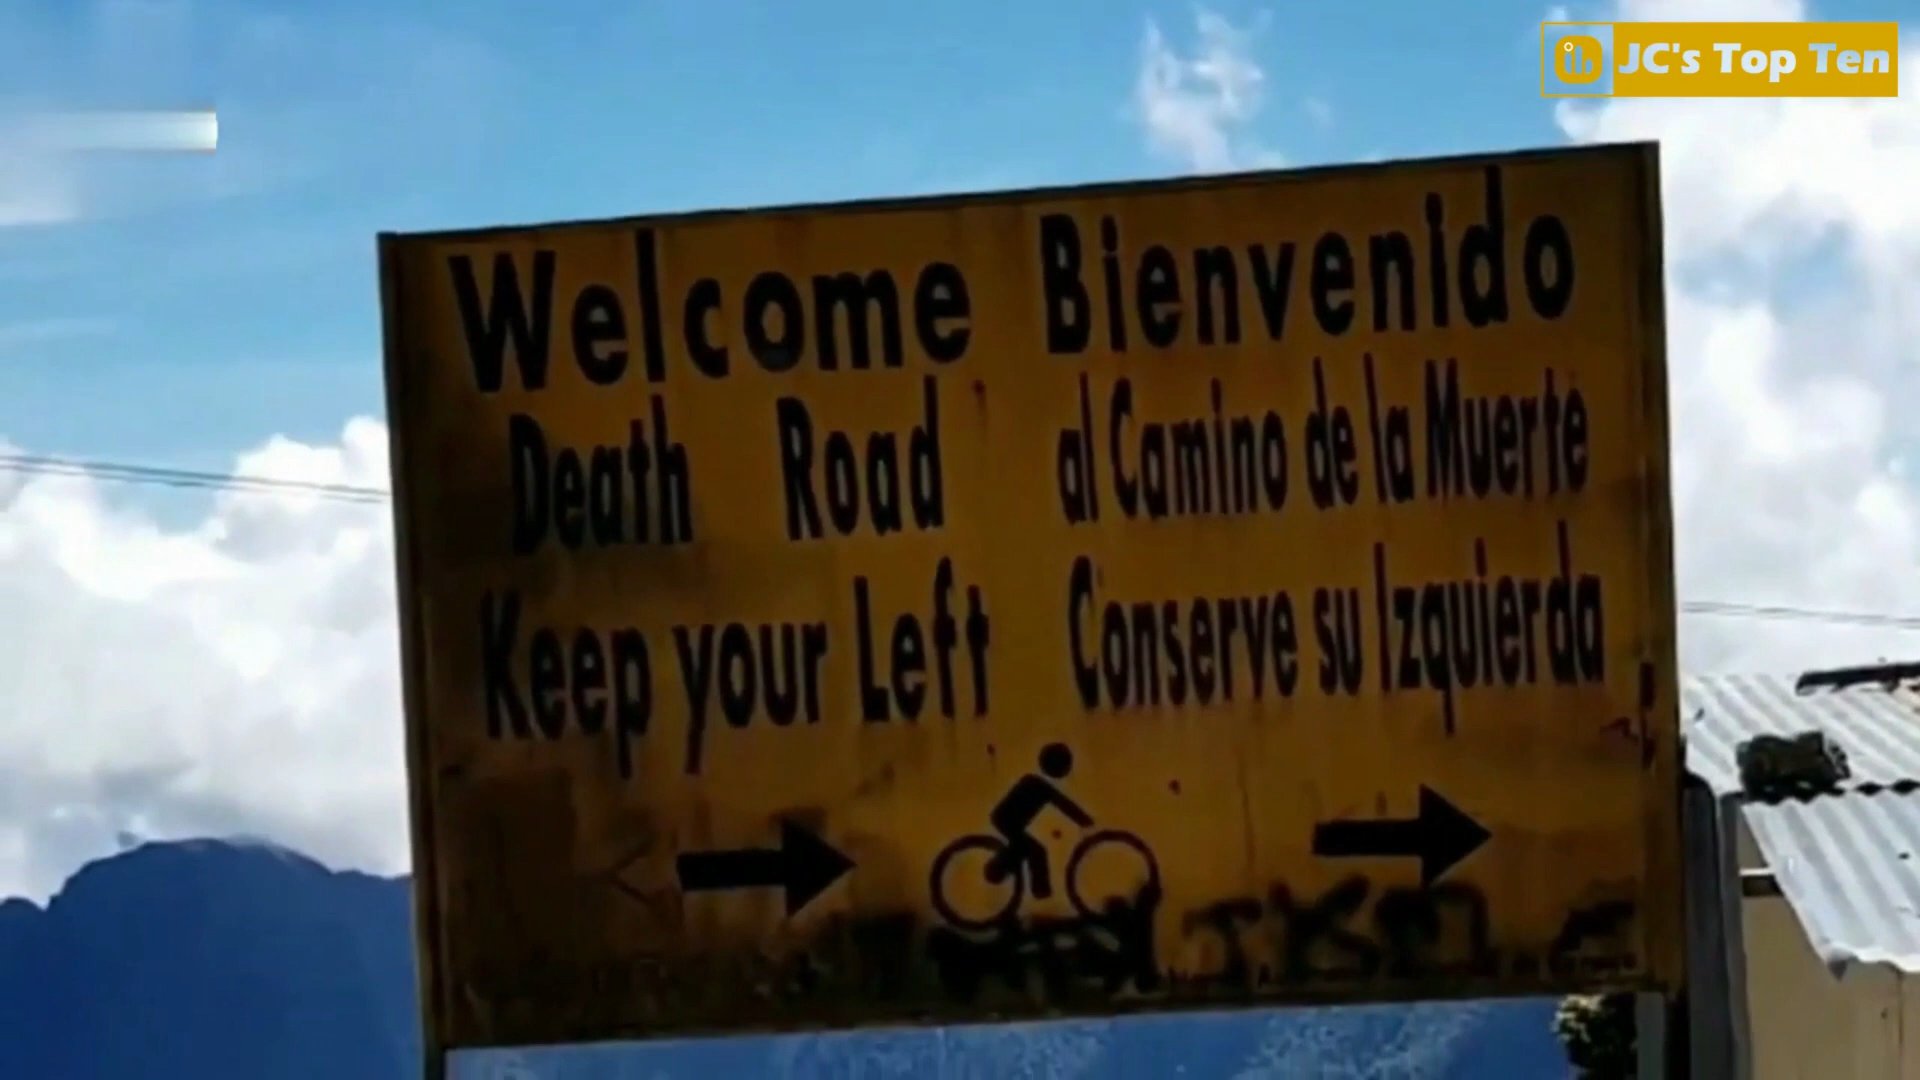 JC's Top Ten
Welcome Bienvenido
Death Road al Camino de la Muerte
Keep your Left Conserve su Izquierda